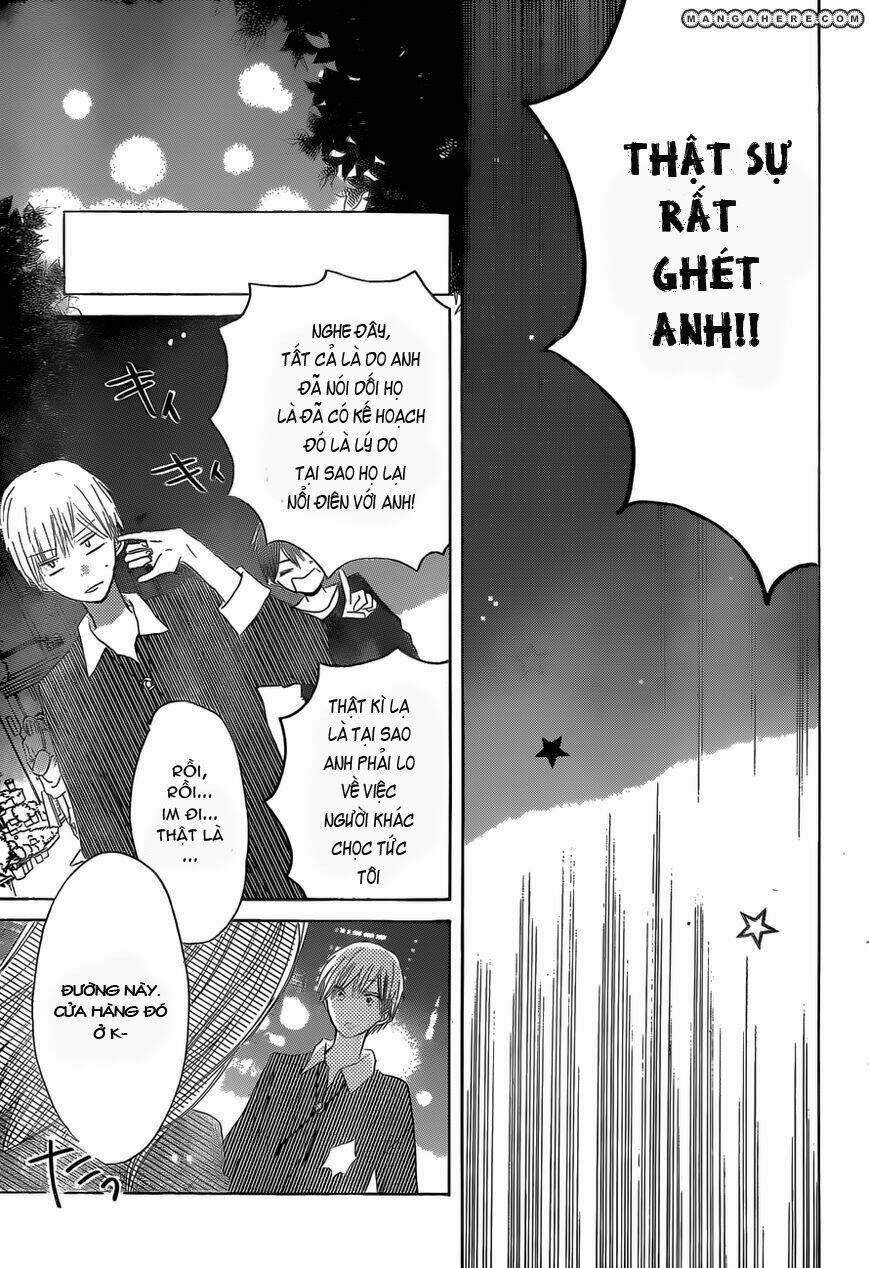 MANGAHERE.COM
THẬT SỰ
RẤT
GHÉT
ANH!!
NGHE ĐÂY,
TẤT CẢ LÀ DO ANH
ĐÃ NÓI DỐI HỌ
LÀ ĐÃ CÓ KẾ HOẠCH
ĐÓ LÀ LÝ DO
TẠI SAO HỌ LẠI
NỔI ĐIÊN VỚI ANH!
キイ
キイ
THẬT KÌ LẠ
LÀ TẠI SAO
ANH PHẢI LO
VỀ VIỆC
NGƯỜI KHÁC
CHỌC TỨC
TÔI
RỒI,
RỒI...
IM ĐI...
THẬT LÀ
...
ĐƯỜNG NÀY.
CỬA HÀNG ĐÓ
Ở K-